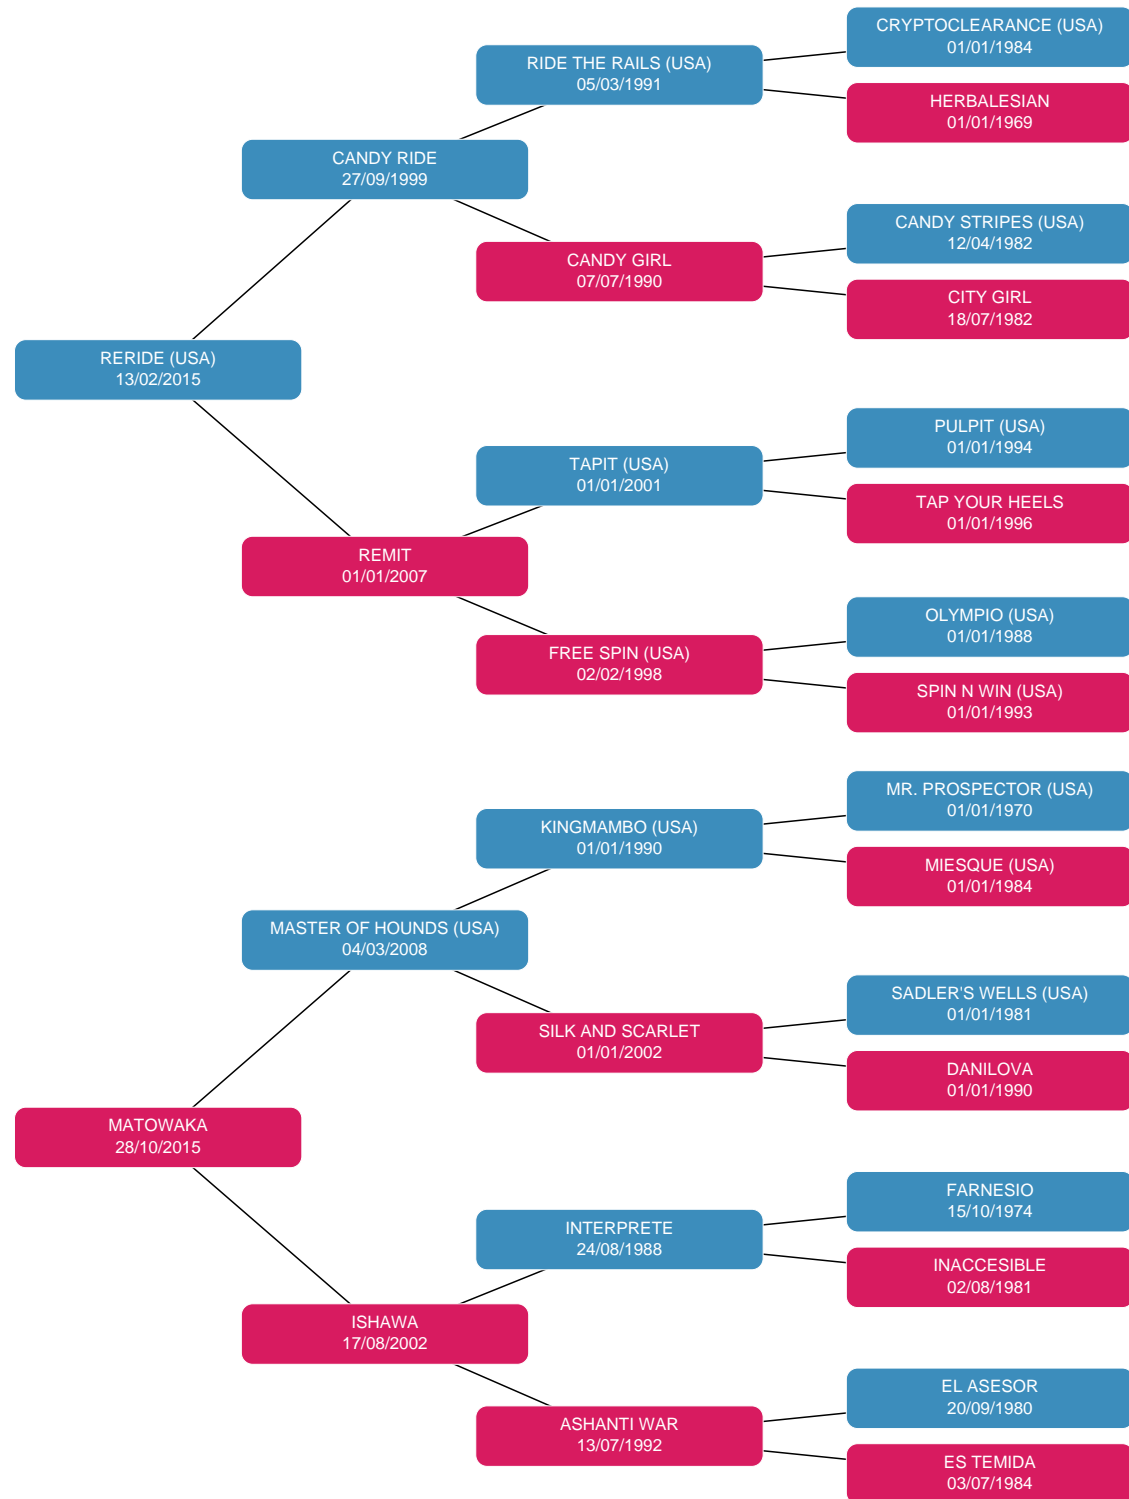 CRYPTOCLEARANCE (USA)
01/01/1984
RIDE THE RAILS (USA)
05/03/1991
HERBALESIAN
01/01/1969
CANDY RIDE
27/09/1999
CANDY STRIPES (USA)
12/04/1982
CANDY GIRL
07/07/1990
CITY GIRL
18/07/1982
RERIDE (USA)
13/02/2015
PULPIT (USA)
01/01/1994
TAPIT (USA)
01/01/2001
TAP YOUR HEELS
01/01/1996
REMIT
01/01/2007
OLYMPIO (USA)
01/01/1988
FREE SPIN (USA)
02/02/1998
SPIN N WIN (USA)
01/01/1993
MR. PROSPECTOR (USA)
01/01/1970
KINGMAMBO (USA)
01/01/1990
MIESQUE (USA)
01/01/1984
MASTER OF HOUNDS (USA)
04/03/2008
SADLER'S WELLS (USA)
01/01/1981
SILK AND SCARLET
01/01/2002
DANILOVA
01/01/1990
MATOWAKA
28/10/2015
FARNESIO
15/10/1974
INTERPRETE
24/08/1988
INACCESIBLE
02/08/1981
ISHAWA
17/08/2002
EL ASESOR
20/09/1980
ASHANTI WAR
13/07/1992
ES TEMIDA
03/07/1984